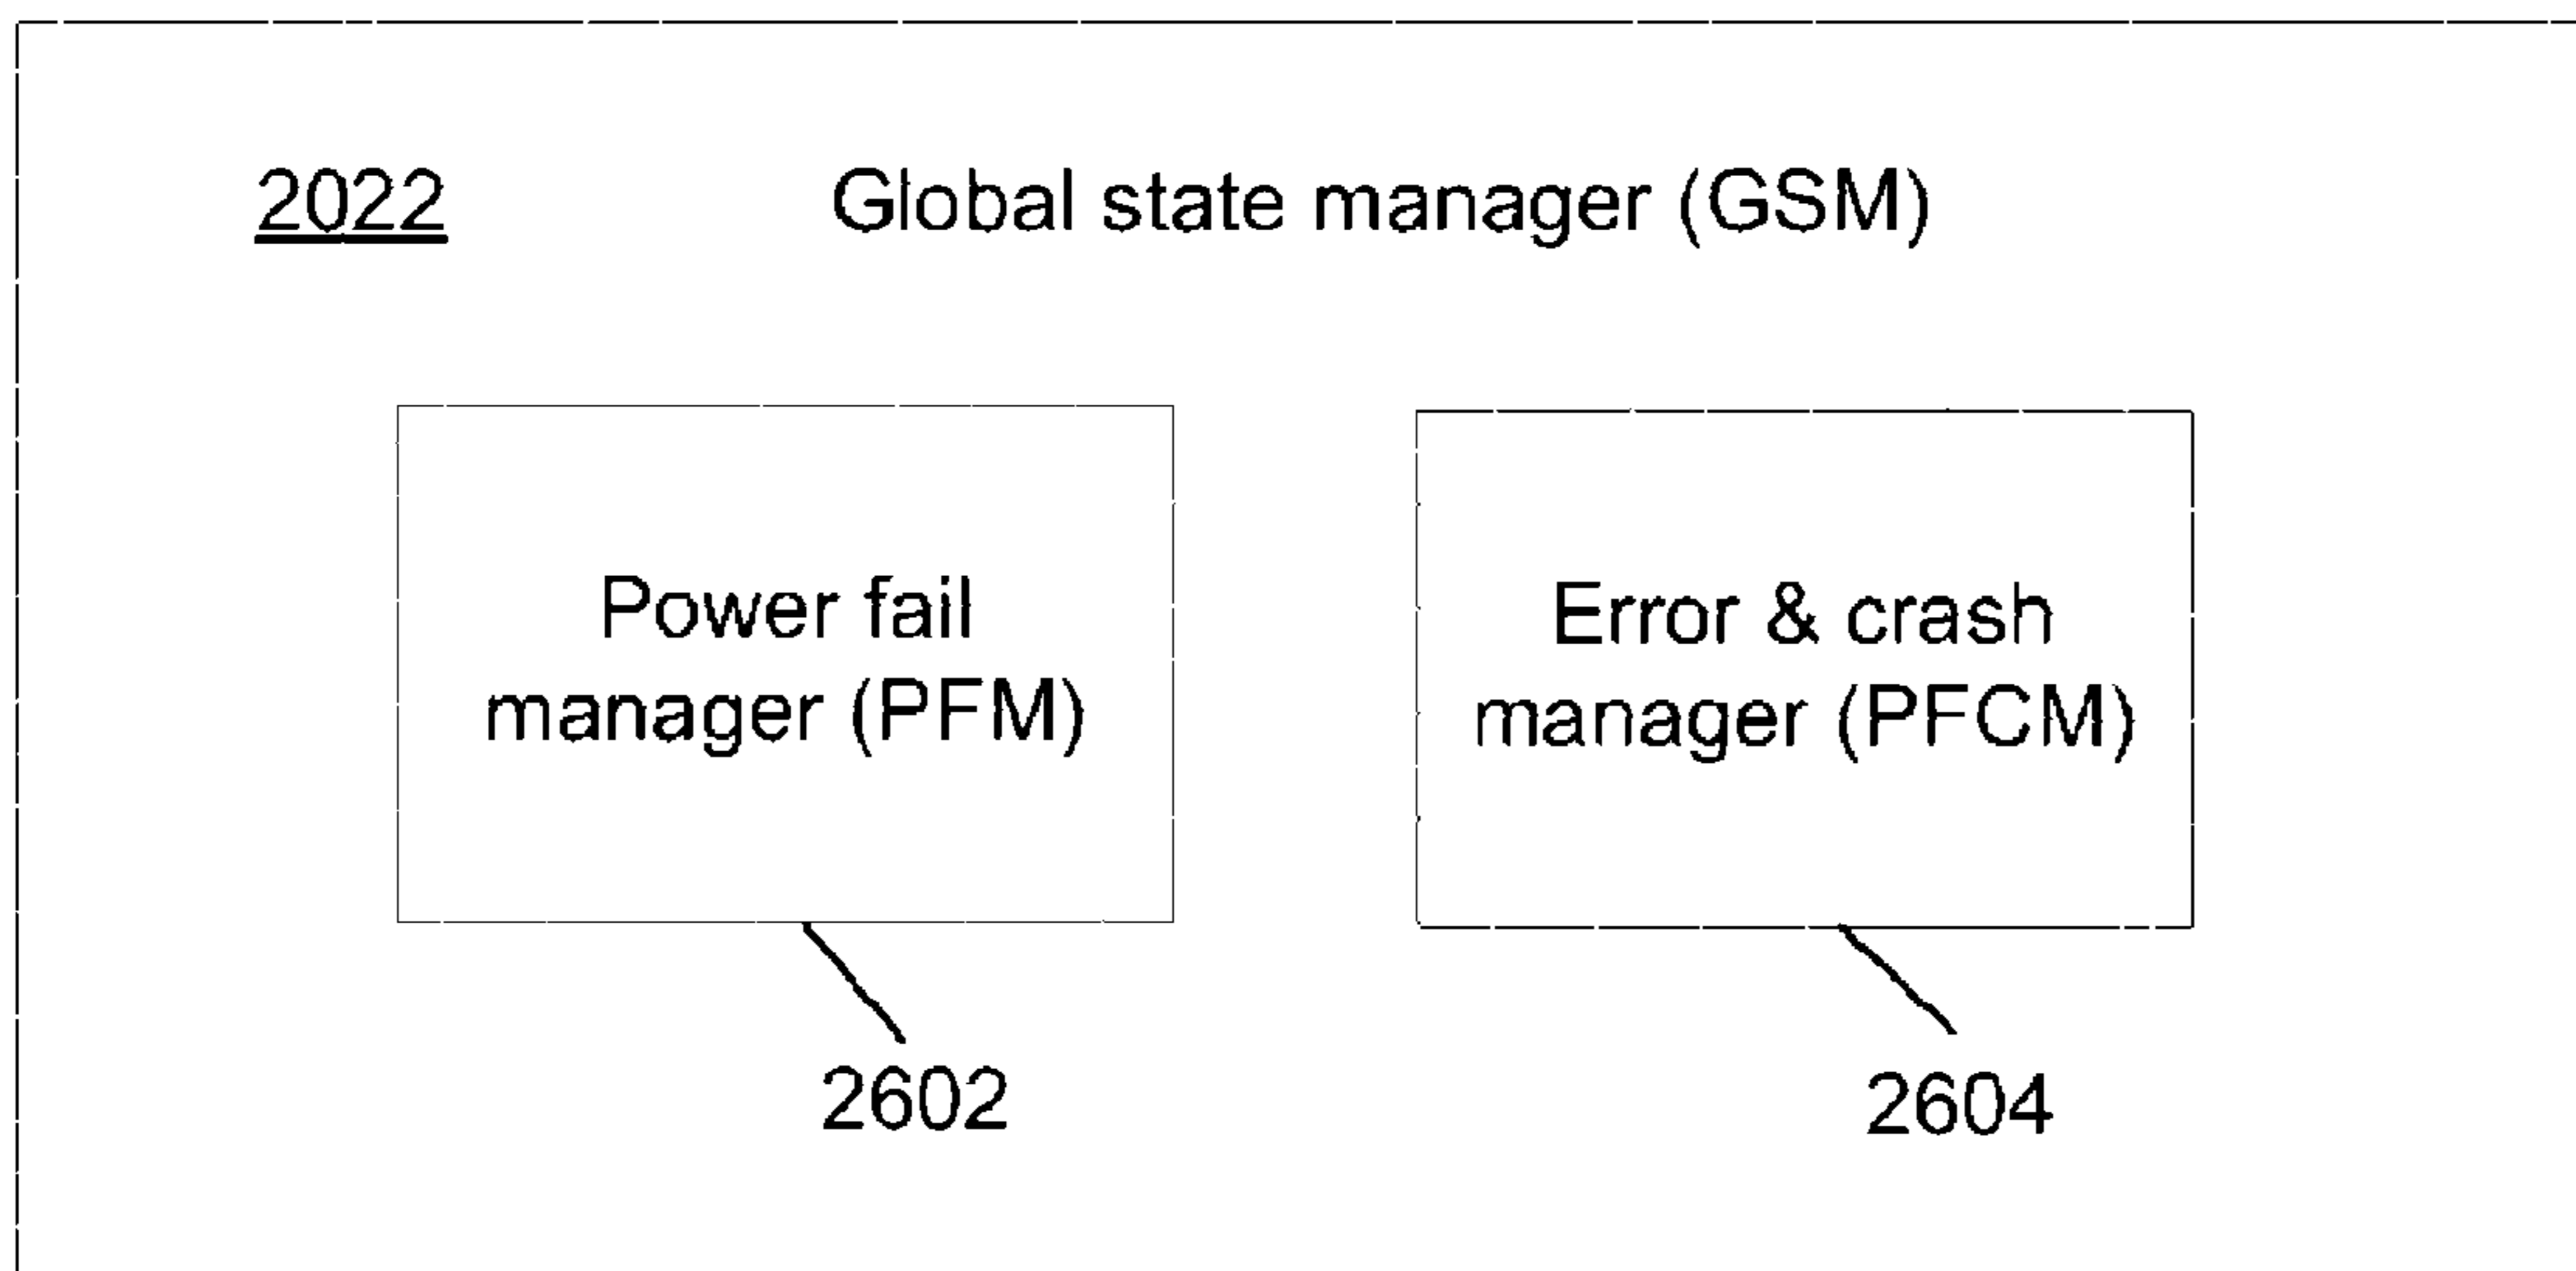 2022 Global state manager (GSM)
Power fail
manager (PFM)
Error & crash
manager (PFCM)
2602
2604